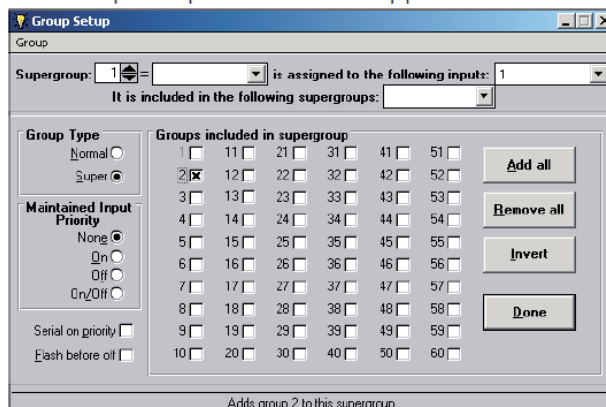 Group Setup
Group
Supergroup: 1 = is assigned to the following inputs: 1
It is included in the following supergroups:
Group Type
Normal
Super
Maintained Input
Priority
None
On
Off
On/Off
Serial on priority
Flash before off
Groups included in supergroup
1 11 21 31 41 51
2 12 22 32 42 52
3 13 23 33 43 53
4 14 24 34 44 54
5 15 25 35 45 55
6 16 26 36 46 56
7 17 27 37 47 57
8 18 28 38 48 58
9 19 29 39 49 59
10 20 30 40 50 60
Add all
Remove all
Invert
Done
Adds group 2 to this supergroup